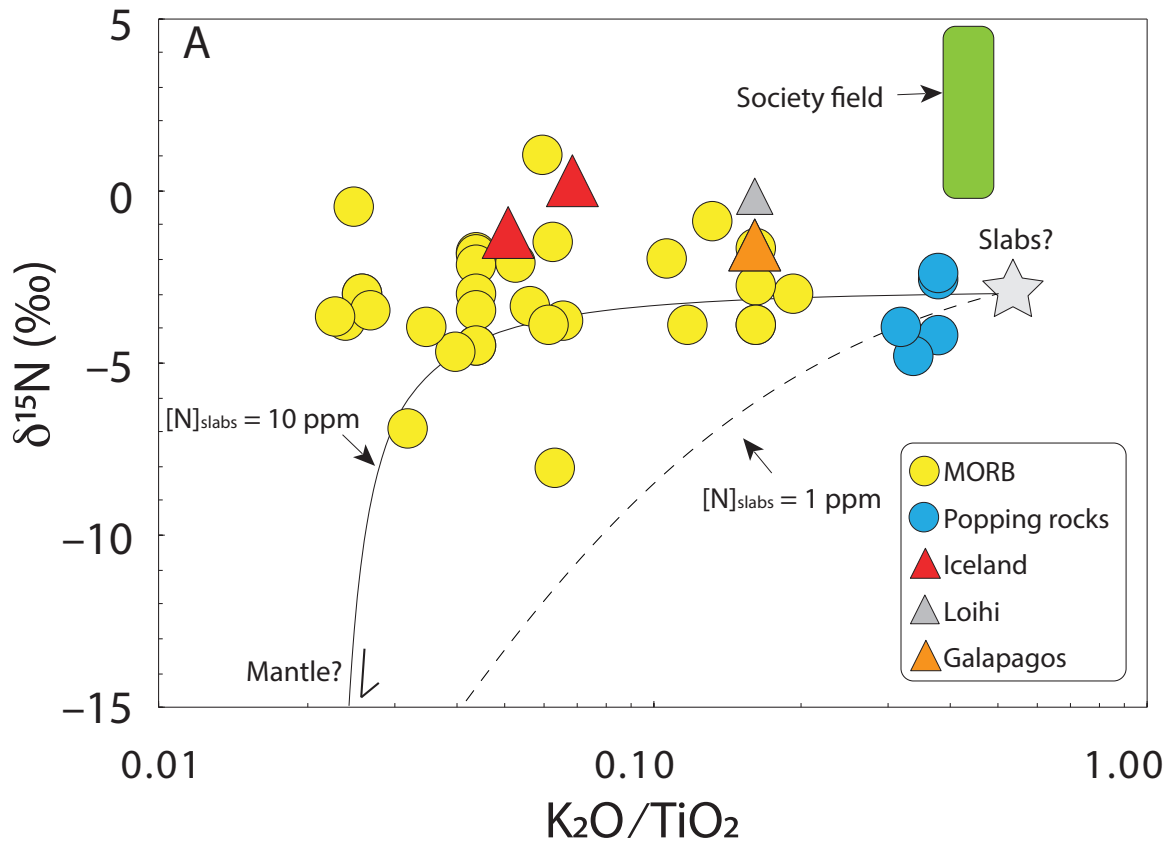 A
5
0
−5
−10
−15
δ¹⁵N (‰)
Society field
Slabs?
[N]slabs = 10 ppm
[N]slabs = 1 ppm
Mantle?
MORB
Popping rocks
Iceland
Loihi
Galapagos
0.01
0.10
1.00
K₂O/TiO₂